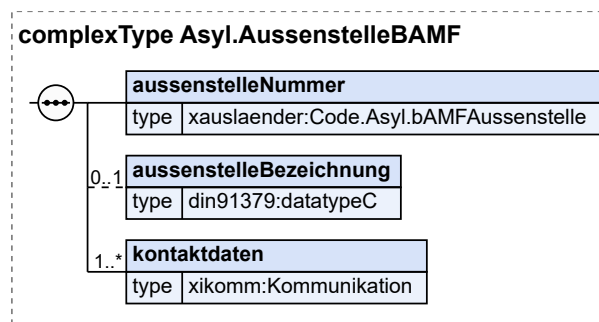 complexType Asyl.AussenstelleBAMF
aussenstelleNummer
type xauslaender:Code.Asyl.bAMFAussenstelle
0..1
aussenstelleBezeichnung
type din91379:datatypeC
1..*
kontaktdaten
type xikomm:Kommunikation